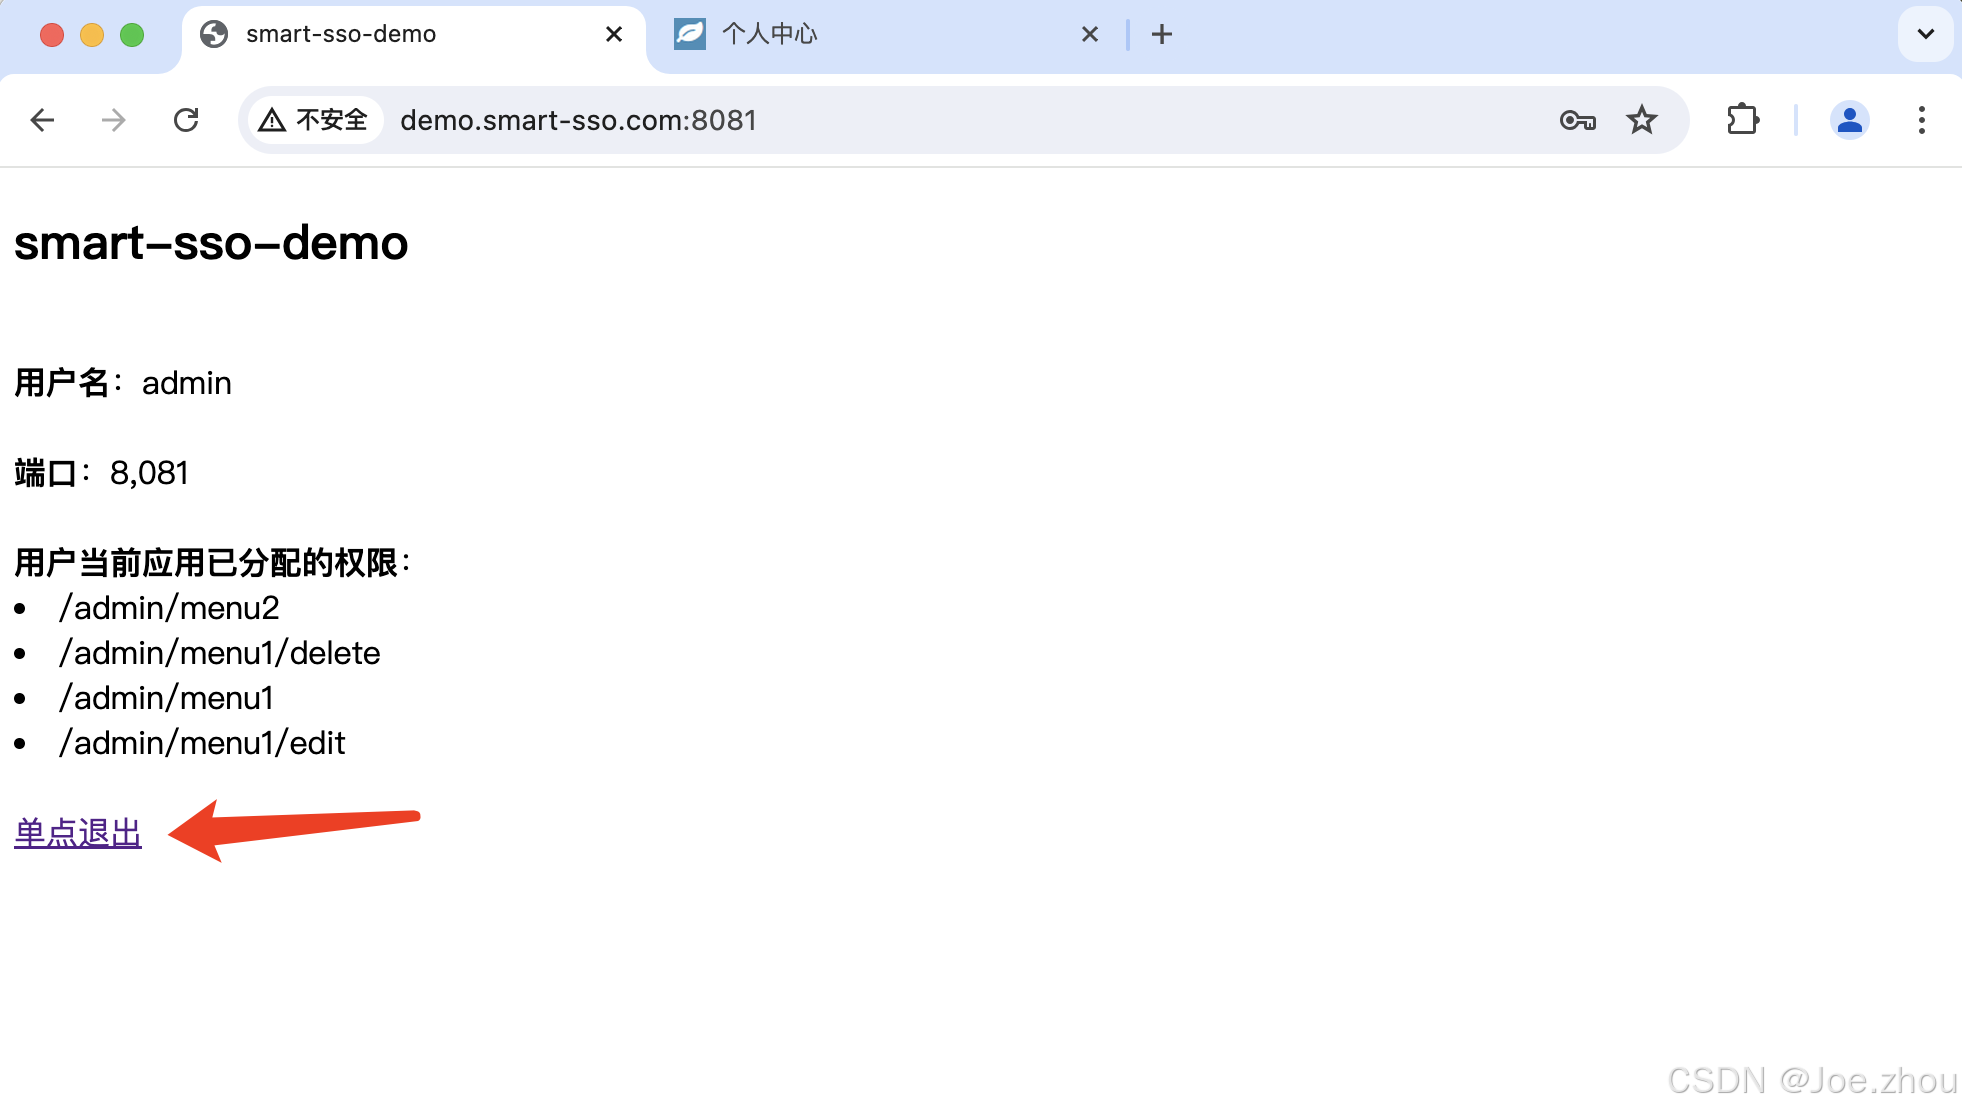 smart-sso-demo
个人中心
不安全
demo.smart-sso.com:8081
smart-sso-demo
用户名：admin
端口：8,081
用户当前应用已分配的权限：
/admin/menu2
/admin/menu1/delete
/admin/menu1
/admin/menu1/edit
单点退出
CSDN @Joe.zhou